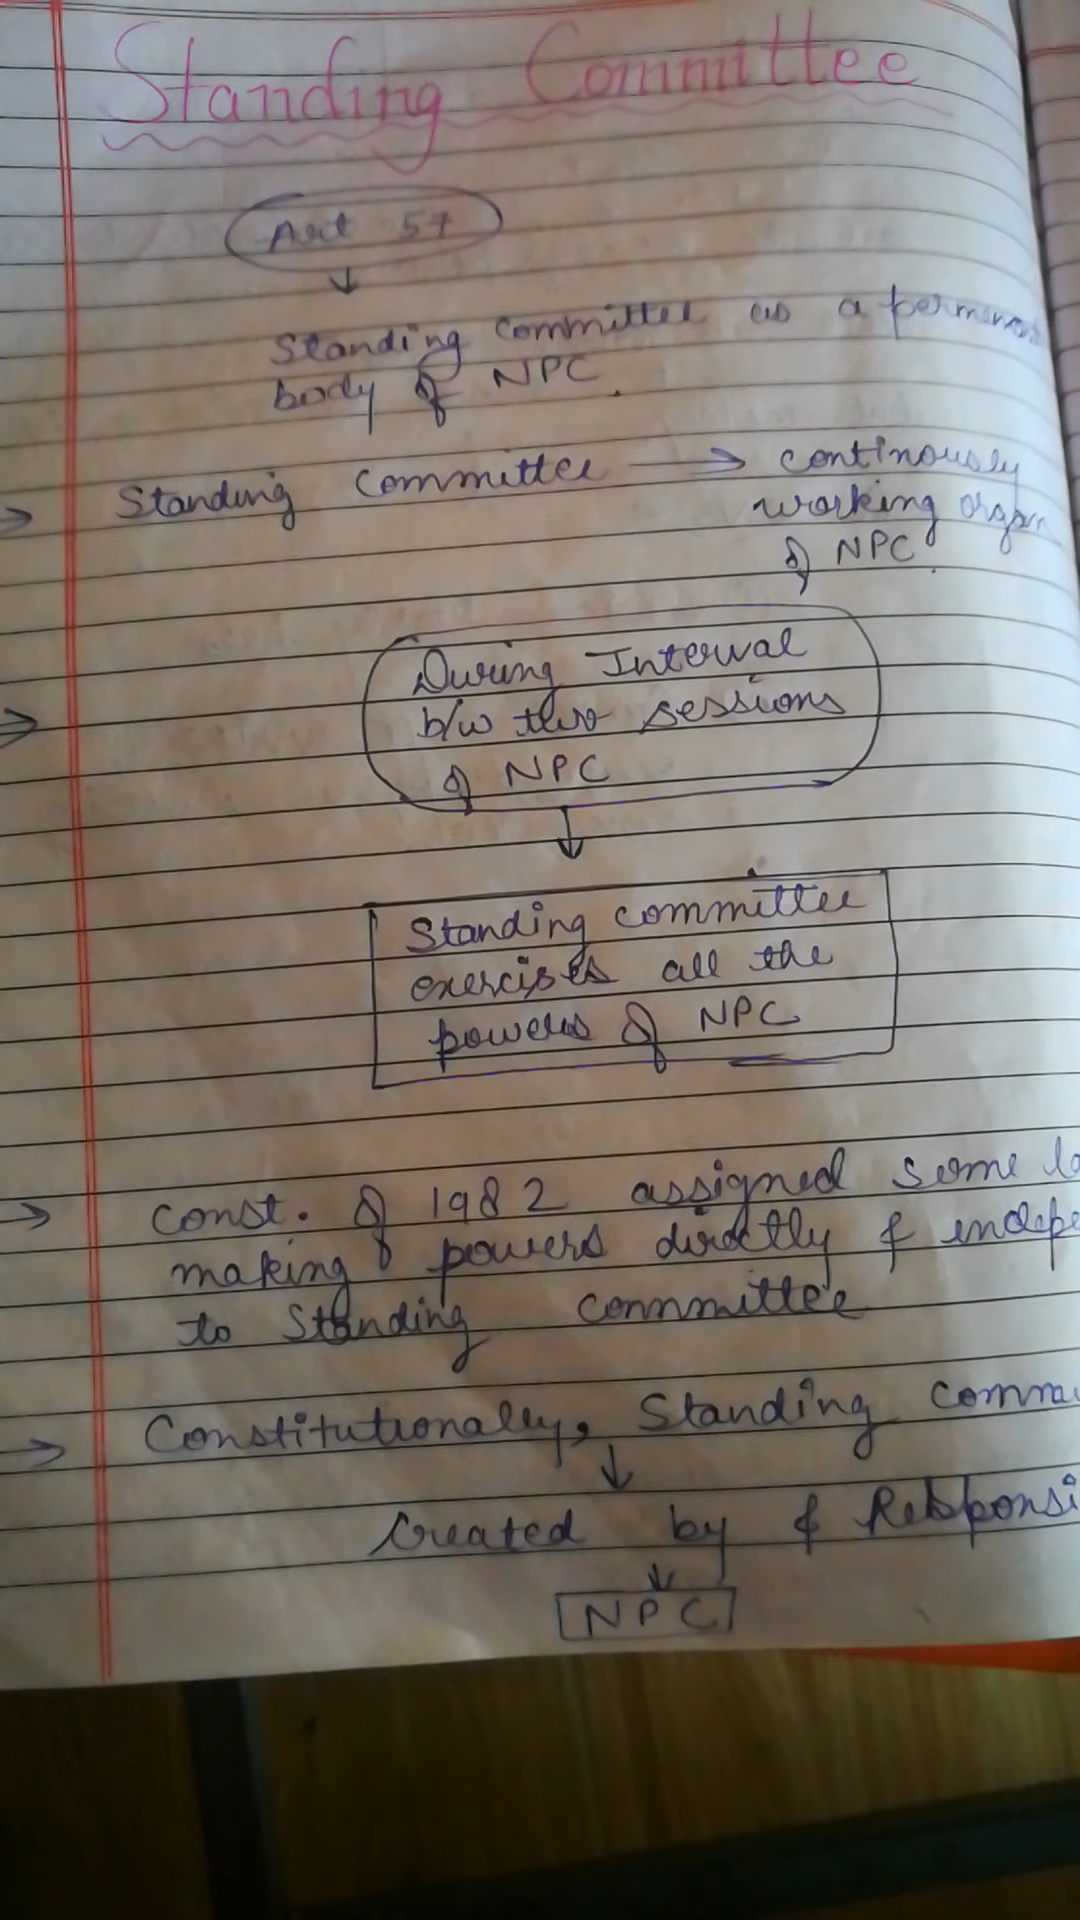 Standing Committee
Art 57
↓
Standing committee as a permanent
body of NPC.
→ Standing committee → continously
working organ
of NPC.
⇒ During Interval
b/w two sessions
of NPC
↓
Standing committee
exercises all the
powers of NPC
→ Const. of 1982 assigned some la
making powers directly & indepe
to Standing committee
→ Constitutionally, Standing comm
↓
Created by & Responsi
↓
NPC